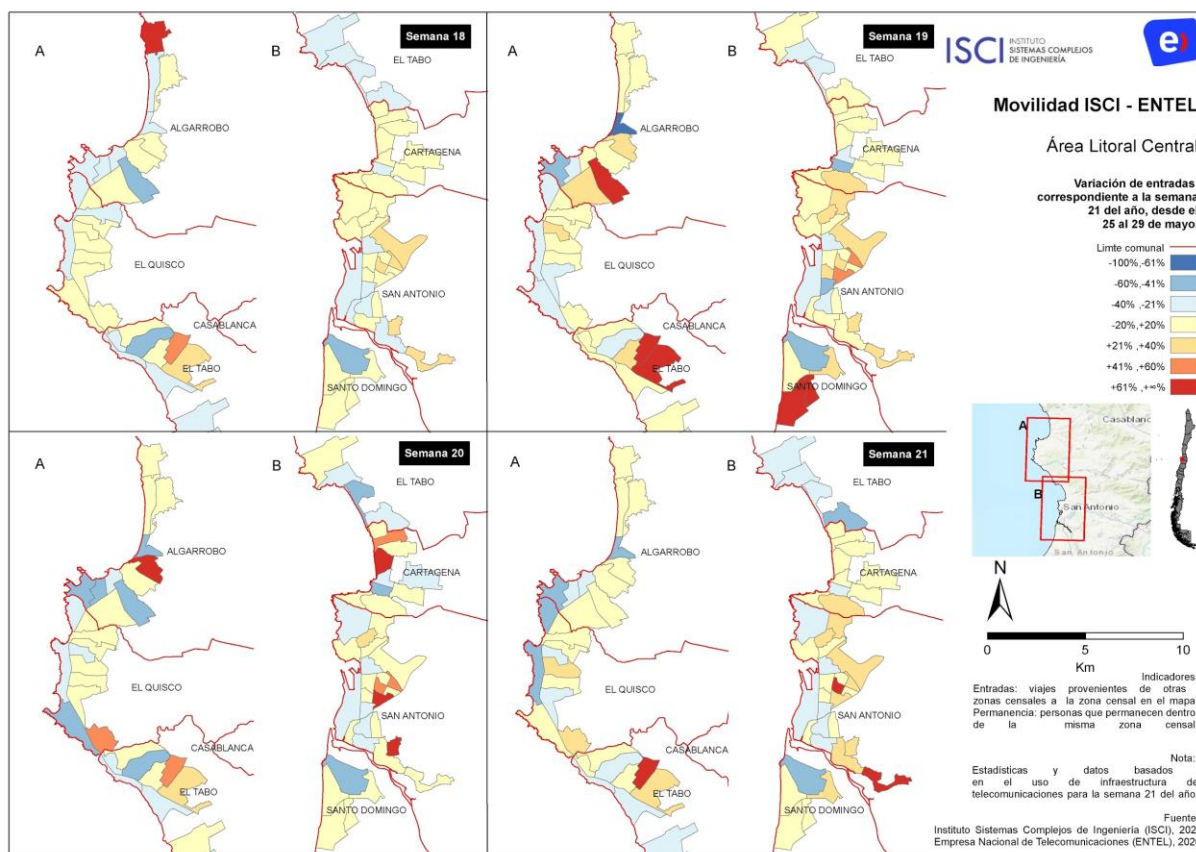 A
B
Semana 18
EL TABO
ALGARROBO
CARTAGENA
EL QUISCO
SAN ANTONIO
CASABLANCA
EL TABO
SANTO DOMINGO
A
B
Semana 19
EL TABO
ALGARROBO
CARTAGENA
EL QUISCO
SAN ANTONIO
CASABLANCA
EL TABO
SANTO DOMINGO
A
B
Semana 20
EL TABO
ALGARROBO
CARTAGENA
EL QUISCO
SAN ANTONIO
CASABLANCA
EL TABO
SANTO DOMINGO
A
B
Semana 21
EL TABO
ALGARROBO
CARTAGENA
EL QUISCO
SAN ANTONIO
CASABLANCA
EL TABO
SANTO DOMINGO
ISCI
INSTITUTO
SISTEMAS COMPLEJOS
DE INGENIERÍA
e)
Movilidad ISCI - ENTEL
Área Litoral Central
Variación de entradas
correspondiente a la semana
21 del año, desde el
25 al 29 de mayo.
Limte comunal
-100%,-61%
-60%,-41%
-40% ,-21%
-20%,+20%
+21% ,+40%
+41% ,+60%
+61% ,+∞%
A
B
Casablanc
San Antonio
San Antonio
N
0 5 10
Km
Indicadores
Entradas: viajes provenientes de otras
zonas censales a la zona censal en el mapa
Permanencia: personas que permanecen dentro
de la misma zona censal
Nota:
Estadísticas y datos basados
en el uso de infraestructura de
telecomunicaciones para la semana 21 del año
Fuente
Instituto Sistemas Complejos de Ingeniería (ISCI), 202
Empresa Nacional de Telecomunicaciones (ENTEL), 202